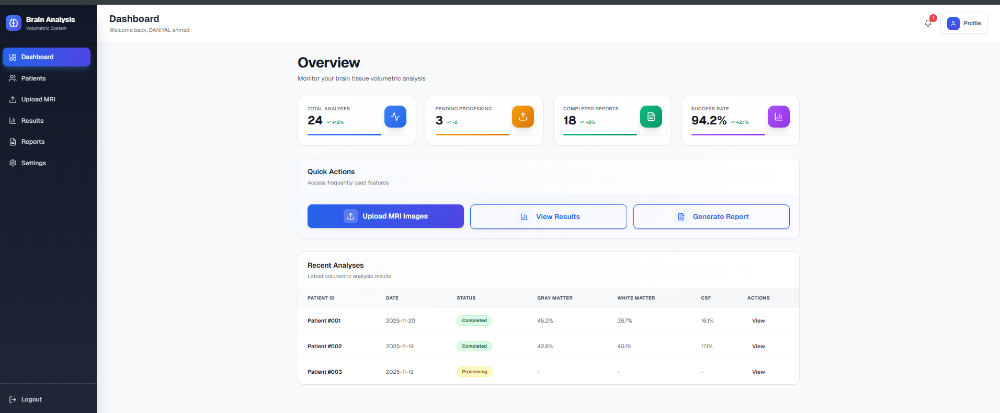 Brain Analysis
Volumetric System
Dashboard
Patients
Upload MRI
Results
Reports
Settings
Logout
Dashboard
Welcome back, DANIYAL ahmed
1
Profile
Overview
Monitor your brain tissue volumetric analysis
TOTAL ANALYSES
24 +12%
PENDING PROCESSING
3 -2
COMPLETED REPORTS
18 +8%
SUCCESS RATE
94.2% +2.1%
Quick Actions
Access frequently used features
Upload MRI Images
View Results
Generate Report
Recent Analyses
Latest volumetric analysis results
PATIENT ID DATE STATUS GRAY MATTER WHITE MATTER CSF ACTIONS
Patient #001 2025-11-20 Completed 45.2% 38.7% 16.1% View
Patient #002 2025-11-19 Completed 42.8% 40.1% 17.1% View
Patient #003 2025-11-19 Processing - - - View